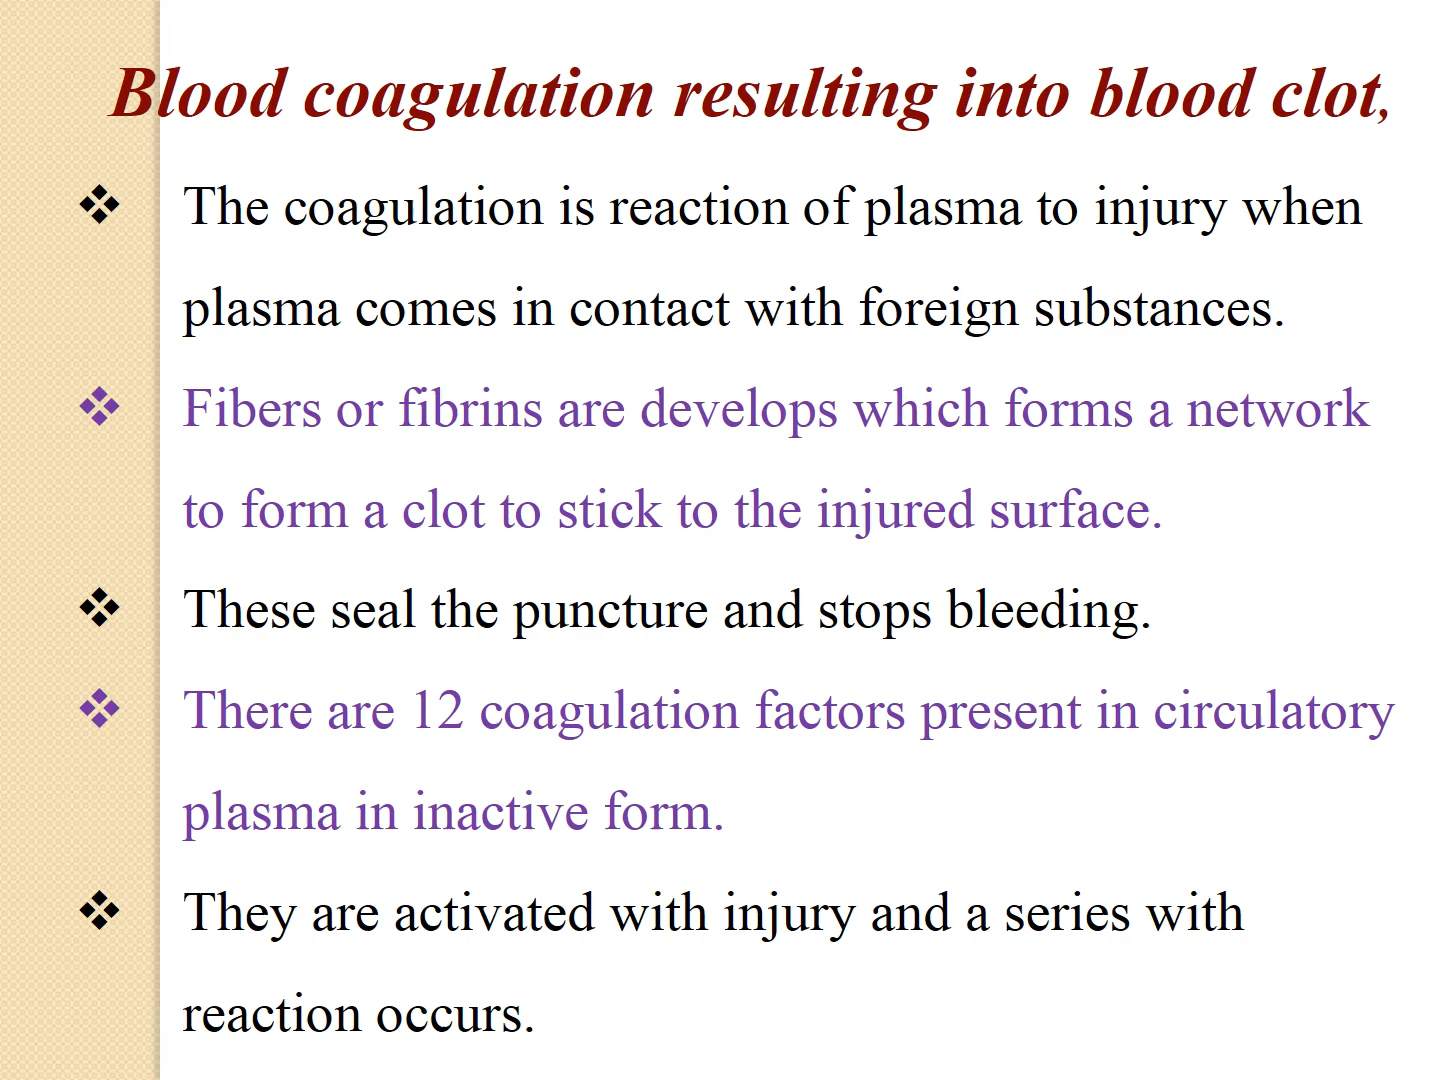 Blood coagulation resulting into blood clot,
❖ The coagulation is reaction of plasma to injury when
plasma comes in contact with foreign substances.
❖ Fibers or fibrins are develops which forms a network
to form a clot to stick to the injured surface.
❖ These seal the puncture and stops bleeding.
❖ There are 12 coagulation factors present in circulatory
plasma in inactive form.
❖ They are activated with injury and a series with
reaction occurs.